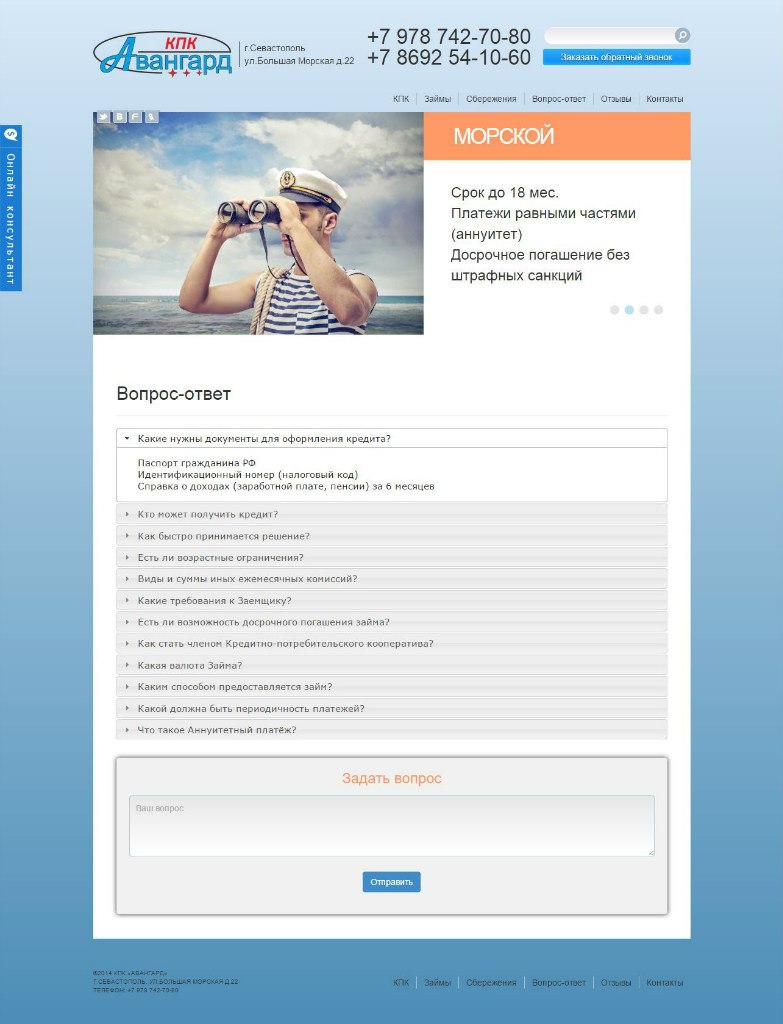 КПК
Авангард
г.Севастополь
ул.Большая Морская д.22
+7 978 742-70-80
+7 8692 54-10-60
Заказать обратный звонок
КПК
Займы
Сбережения
Вопрос-ответ
Отзывы
Контакты
Онлайн консультант
МОРСКОЙ
Срок до 18 мес.
Платежи равными частями
(аннуитет)
Досрочное погашение без
штрафных санкций
Вопрос-ответ
Какие нужны документы для оформления кредита?
Паспорт гражданина РФ
Идентификационный номер (налоговый код)
Справка о доходах (заработной плате, пенсии) за 6 месяцев
Кто может получить кредит?
Как быстро принимается решение?
Есть ли возрастные ограничения?
Виды и суммы иных ежемесячных комиссий?
Какие требования к Заемщику?
Есть ли возможность досрочного погашения займа?
Как стать членом Кредитно-потребительского кооператива?
Какая валюта Займа?
Каким способом предоставляется займ?
Какой должна быть периодичность платежей?
Что такое Аннуитетный платёж?
Задать вопрос
Ваш вопрос
Отправить
©2014 КПК «АВАНГАРД»
Г.СЕВАСТОПОЛЬ, УЛ.БОЛЬШАЯ МОРСКАЯ Д.22
ТЕЛЕФОН: +7 978 742-70-80
КПК
Займы
Сбережения
Вопрос-ответ
Отзывы
Контакты